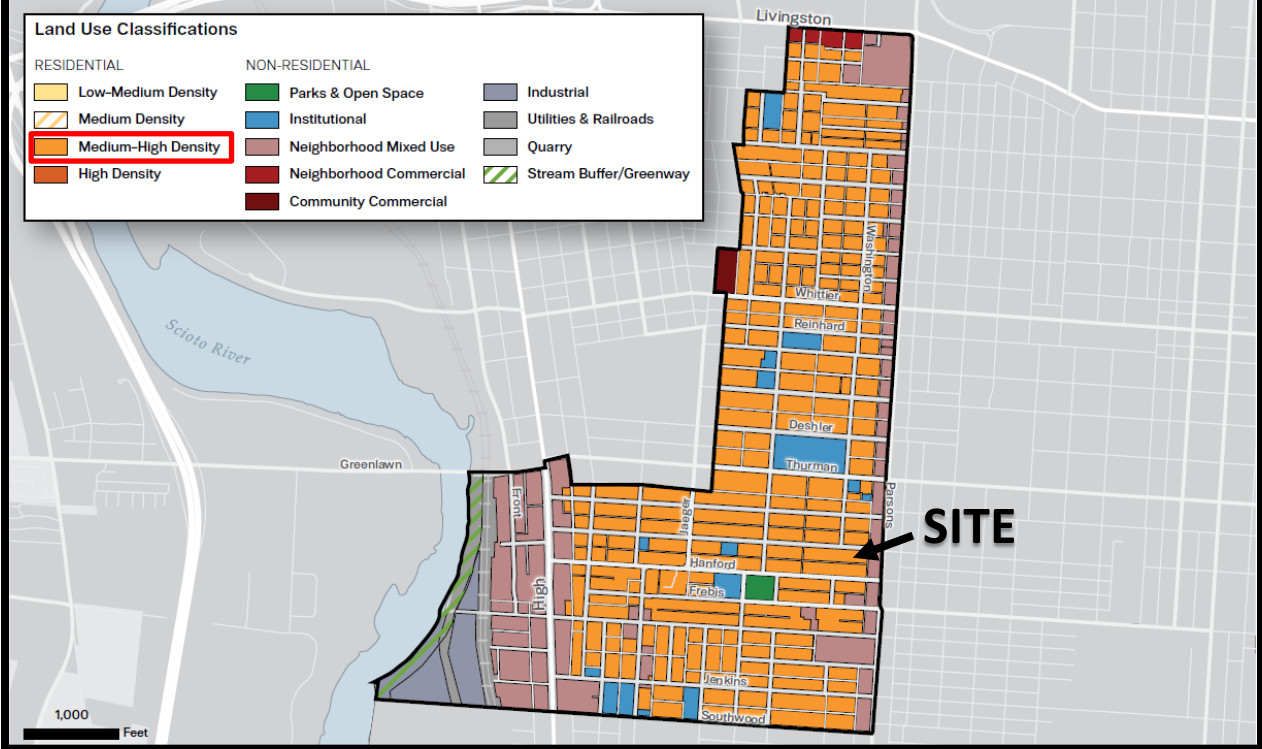 Land Use Classifications
RESIDENTIAL
Low-Medium Density
Medium Density
Medium-High Density
High Density
NON-RESIDENTIAL
Parks & Open Space
Institutional
Neighborhood Mixed Use
Neighborhood Commercial
Community Commercial
Industrial
Utilities & Railroads
Quarry
Stream Buffer/Greenway
Livingston
Washington
Whittier
Reinhard
Scioto River
Deshler
Thurman
Greenlawn
Front
Jaeger
Parsons
SITE
Hanford
Frebis
High
Jenkins
Southwood
1,000
Feet